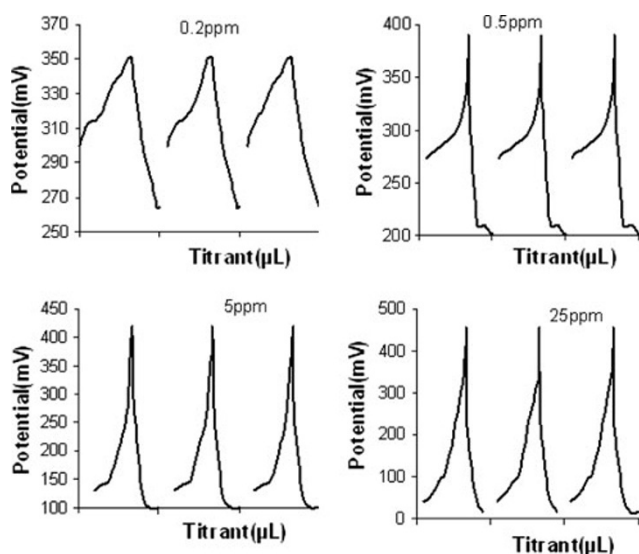 0.2ppm
Potential(mV)
370
350
330
310
290
270
250
Titrant(µL)
0.5ppm
Potential(mV)
400
350
300
250
200
Titrant(µL)
5ppm
Potential(mV)
450
400
350
300
250
200
150
100
Titrant(µL)
25ppm
Potential(mV)
500
400
300
200
100
0
Titrant(µL)